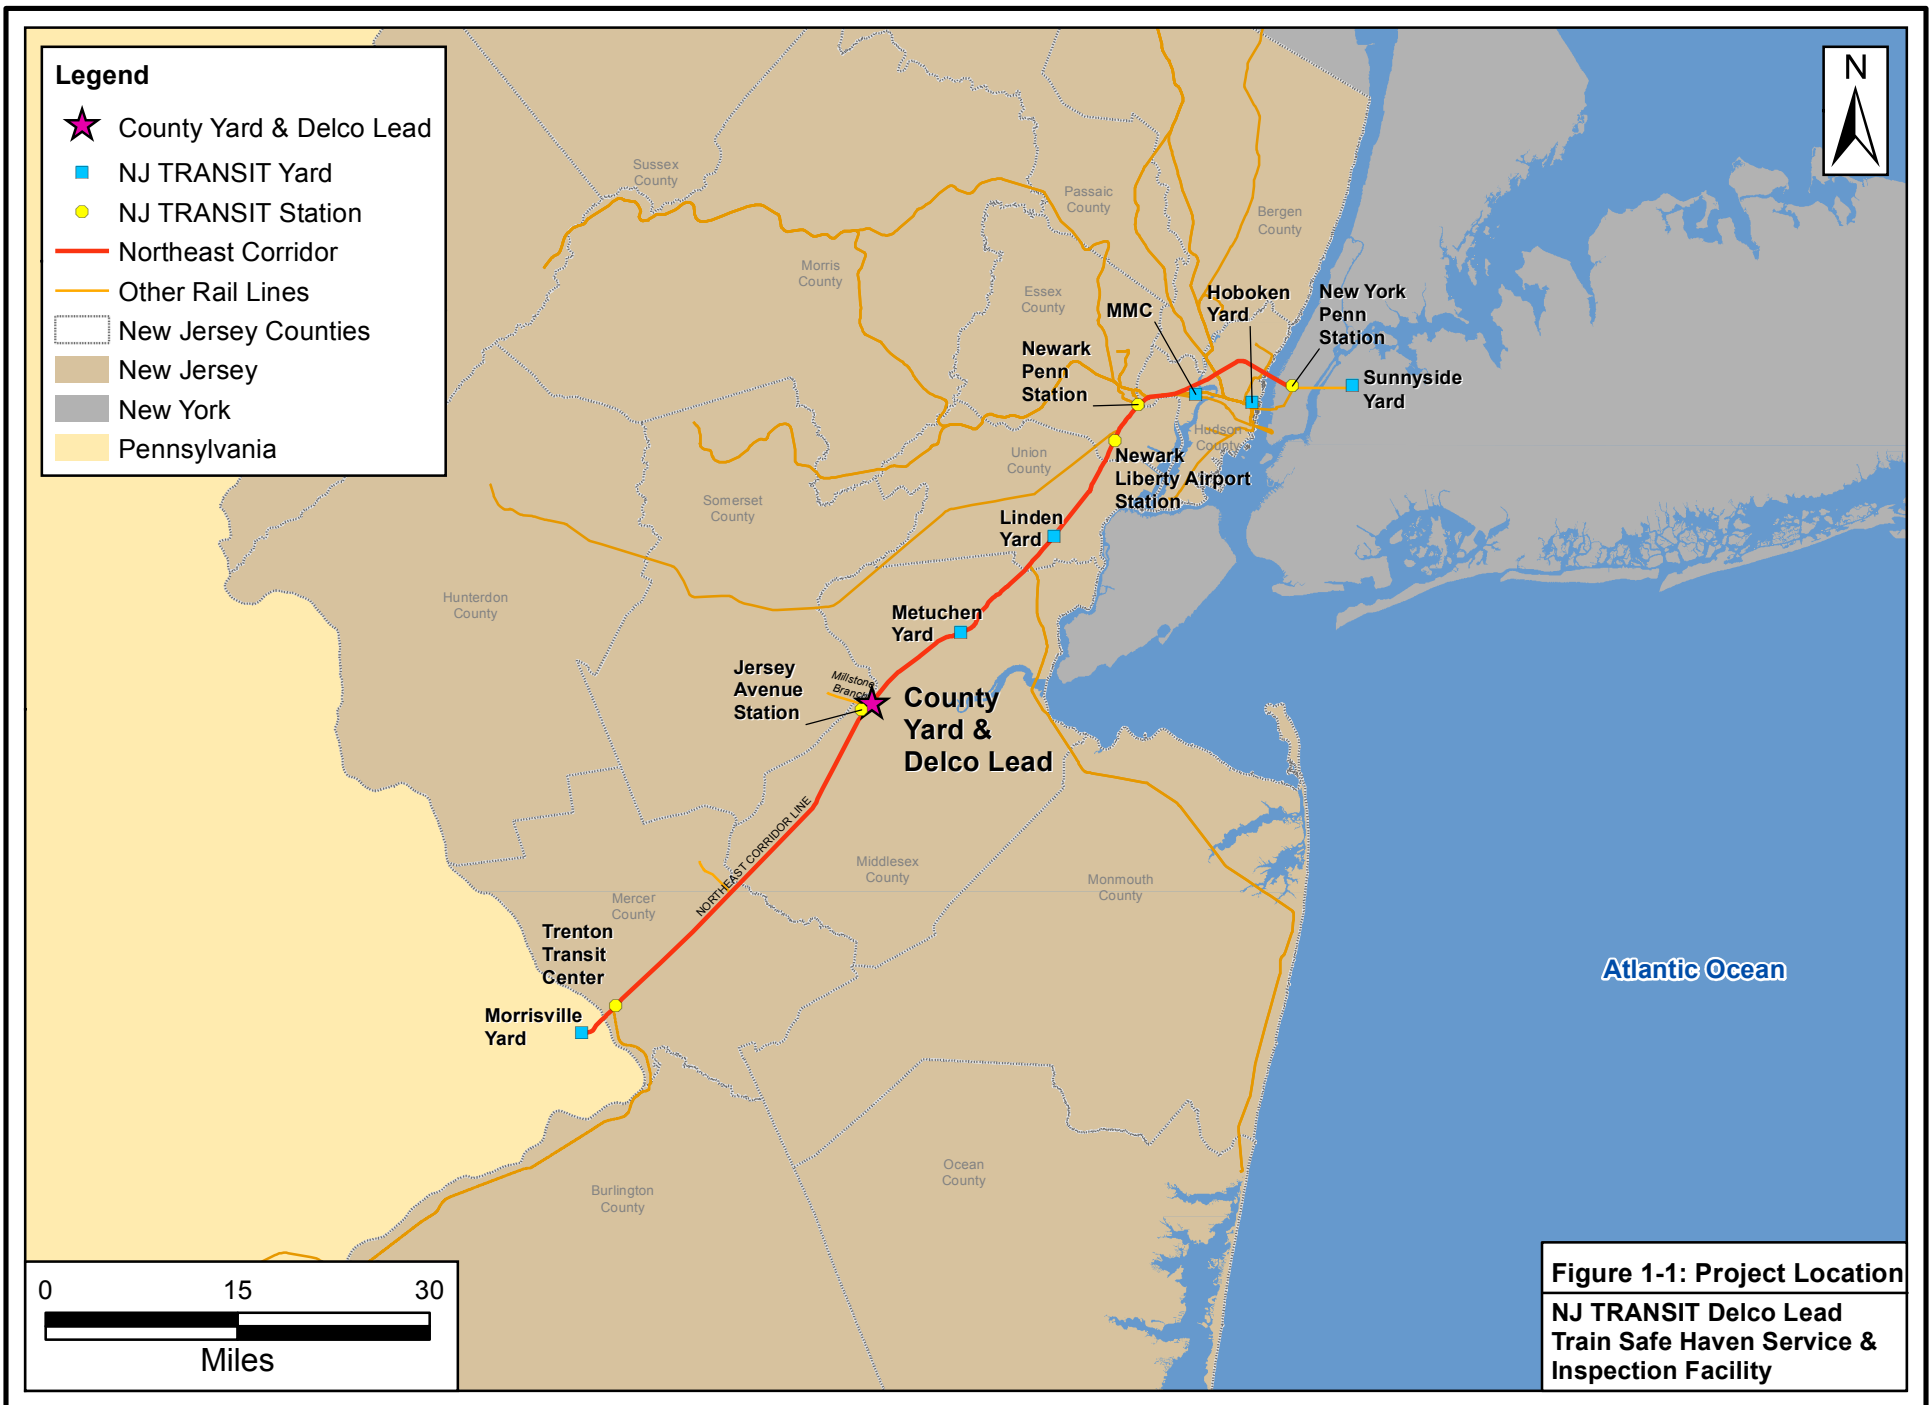 Legend
County Yard & Delco Lead
NJ TRANSIT Yard
NJ TRANSIT Station
Northeast Corridor
Other Rail Lines
New Jersey Counties
New Jersey
New York
Pennsylvania
N
Sussex
County
Passaic
County
Bergen
County
Morris
County
Essex
County
MMC
Hoboken
Yard
New York
Penn
Station
Newark
Penn
Station
Sunnyside
Yard
Hudson
County
Union
County
Newark
Liberty Airport
Station
Somerset
County
Linden
Yard
Hunterdon
County
Metuchen
Yard
Jersey
Avenue
Station
Millstone
Branch
County
Yard &
Delco Lead
NORTHEAST CORRIDOR LINE
Middlesex
County
Monmouth
County
Mercer
County
Trenton
Transit
Center
Morrisville
Yard
Atlantic Ocean
Ocean
County
Burlington
County
0 15 30
Miles
Figure 1-1: Project Location
NJ TRANSIT Delco Lead
Train Safe Haven Service &
Inspection Facility